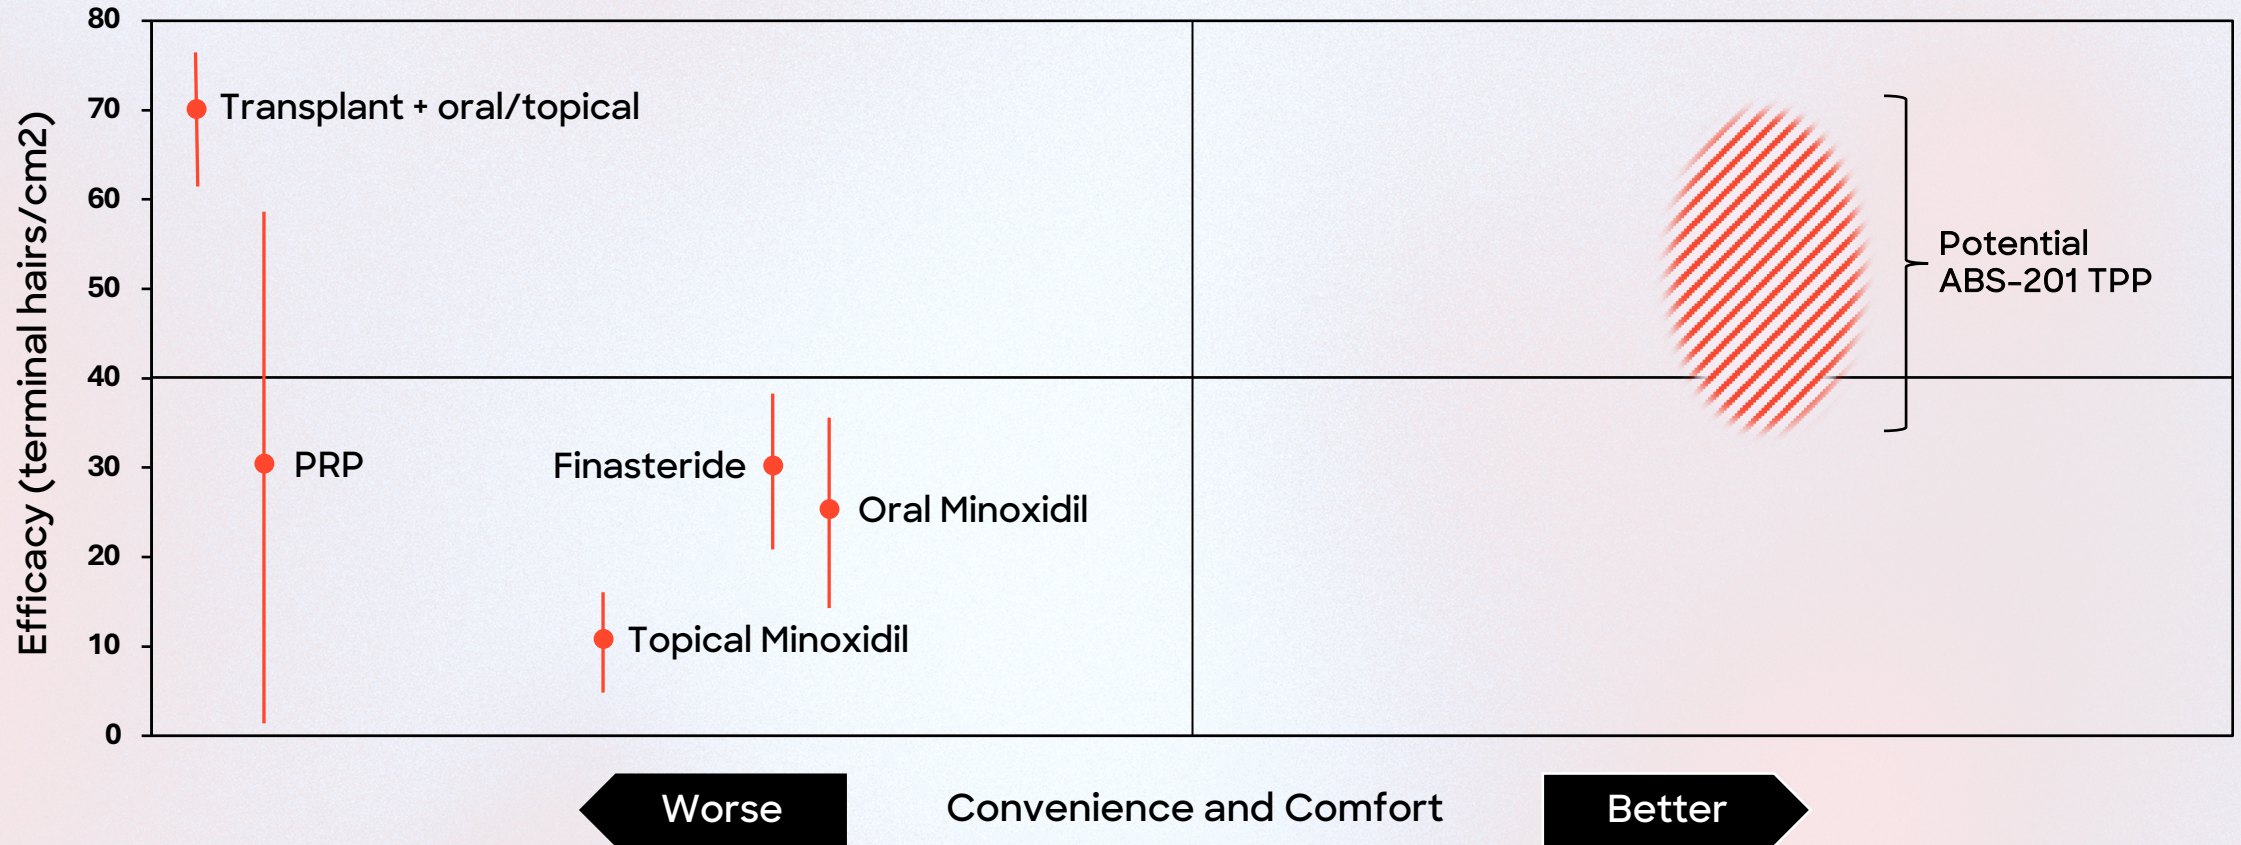 Efficacy (terminal hairs/cm2)
80
70
60
50
40
30
20
10
0
Transplant + oral/topical
PRP
Finasteride
Oral Minoxidil
Topical Minoxidil
Potential
ABS-201 TPP
Worse
Convenience and Comfort
Better